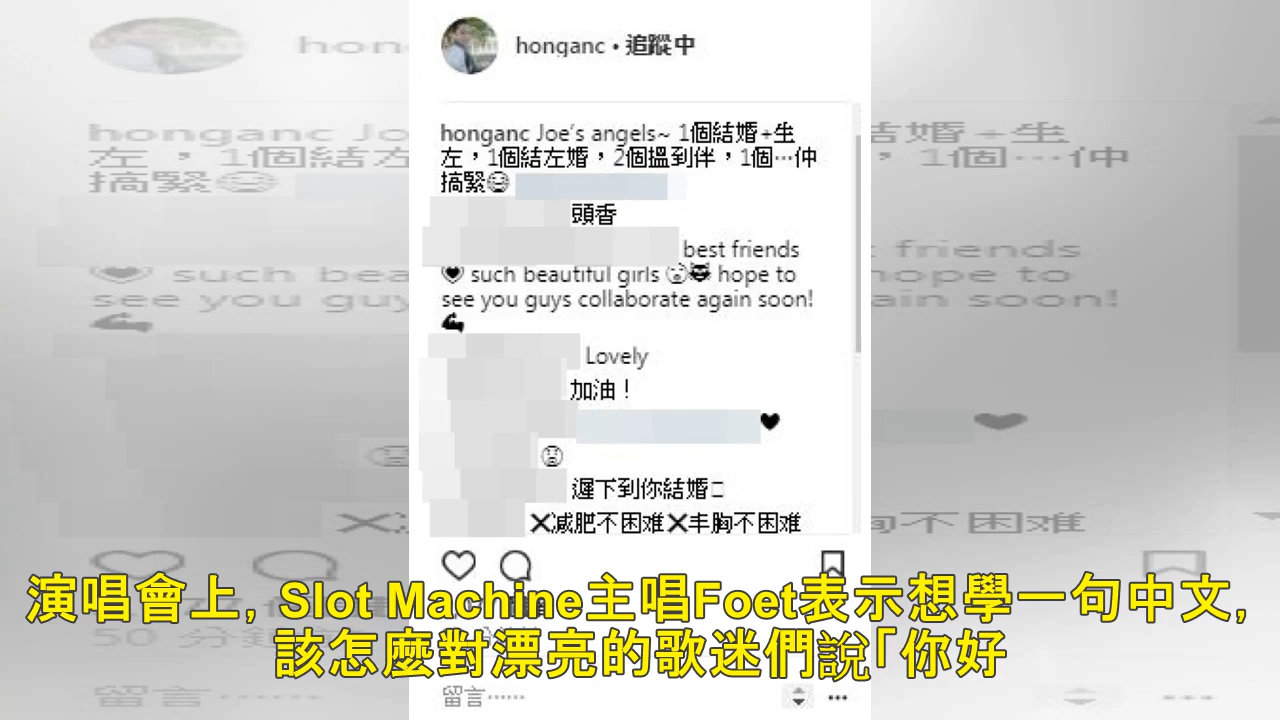 honganc • 追蹤中
honganc Joe's angels~ 1個結婚+生
左，1個結左婚，2個搵到伴，1個…仲
搞緊
頭香
best friends
such beautiful girls hope to
see you guys collaborate again soon!
Lovely
加油！
遲下到你結婚
❌减肥不困难❌丰胸不困难
演唱會上, Slot Machine主唱Foet表示想學一句中文,
該怎麼對漂亮的歌迷們說「你好
留言……